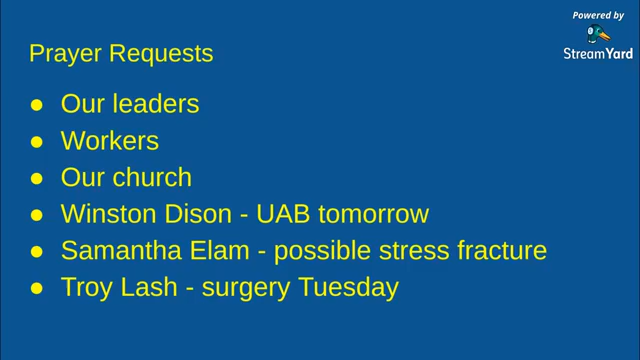 Powered by
StreamYard
Prayer Requests
● Our leaders
● Workers
● Our church
● Winston Dison - UAB tomorrow
● Samantha Elam - possible stress fracture
● Troy Lash - surgery Tuesday